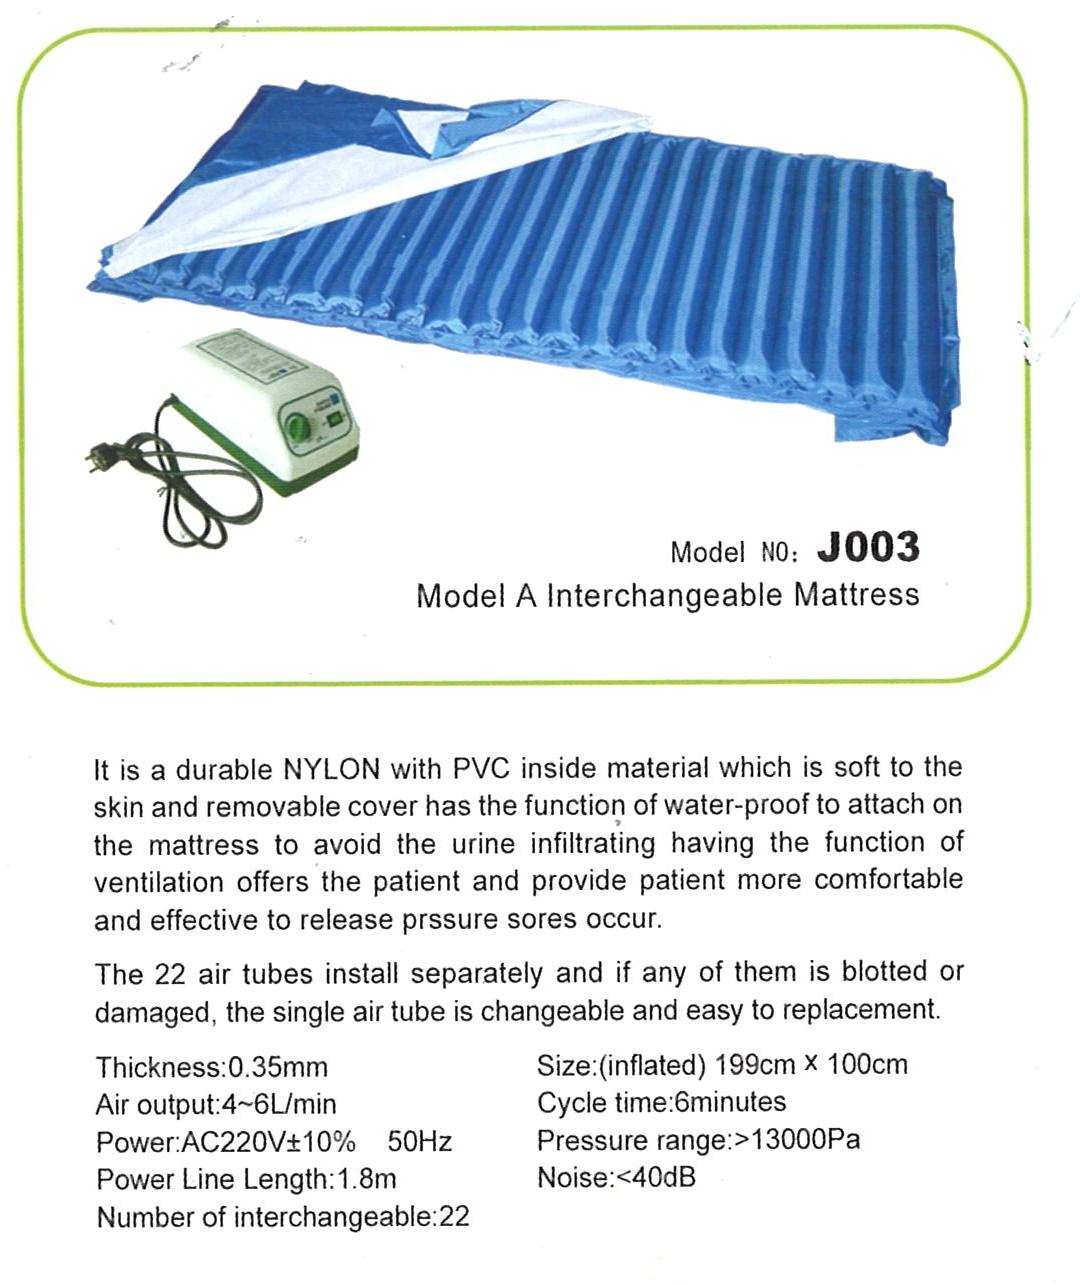 Model NO: J003
Model A Interchangeable Mattress
It is a durable NYLON with PVC inside material which is soft to the
skin and removable cover has the function of water-proof to attach on
the mattress to avoid the urine infiltrating having the function of
ventilation offers the patient and provide patient more comfortable
and effective to release prssure sores occur.
The 22 air tubes install separately and if any of them is blotted or
damaged, the single air tube is changeable and easy to replacement.
Thickness:0.35mm
Air output:4~6L/min
Power:AC220V±10% 50Hz
Power Line Length:1.8m
Number of interchangeable:22
Size:(inflated) 199cm X 100cm
Cycle time:6minutes
Pressure range:>13000Pa
Noise:<40dB